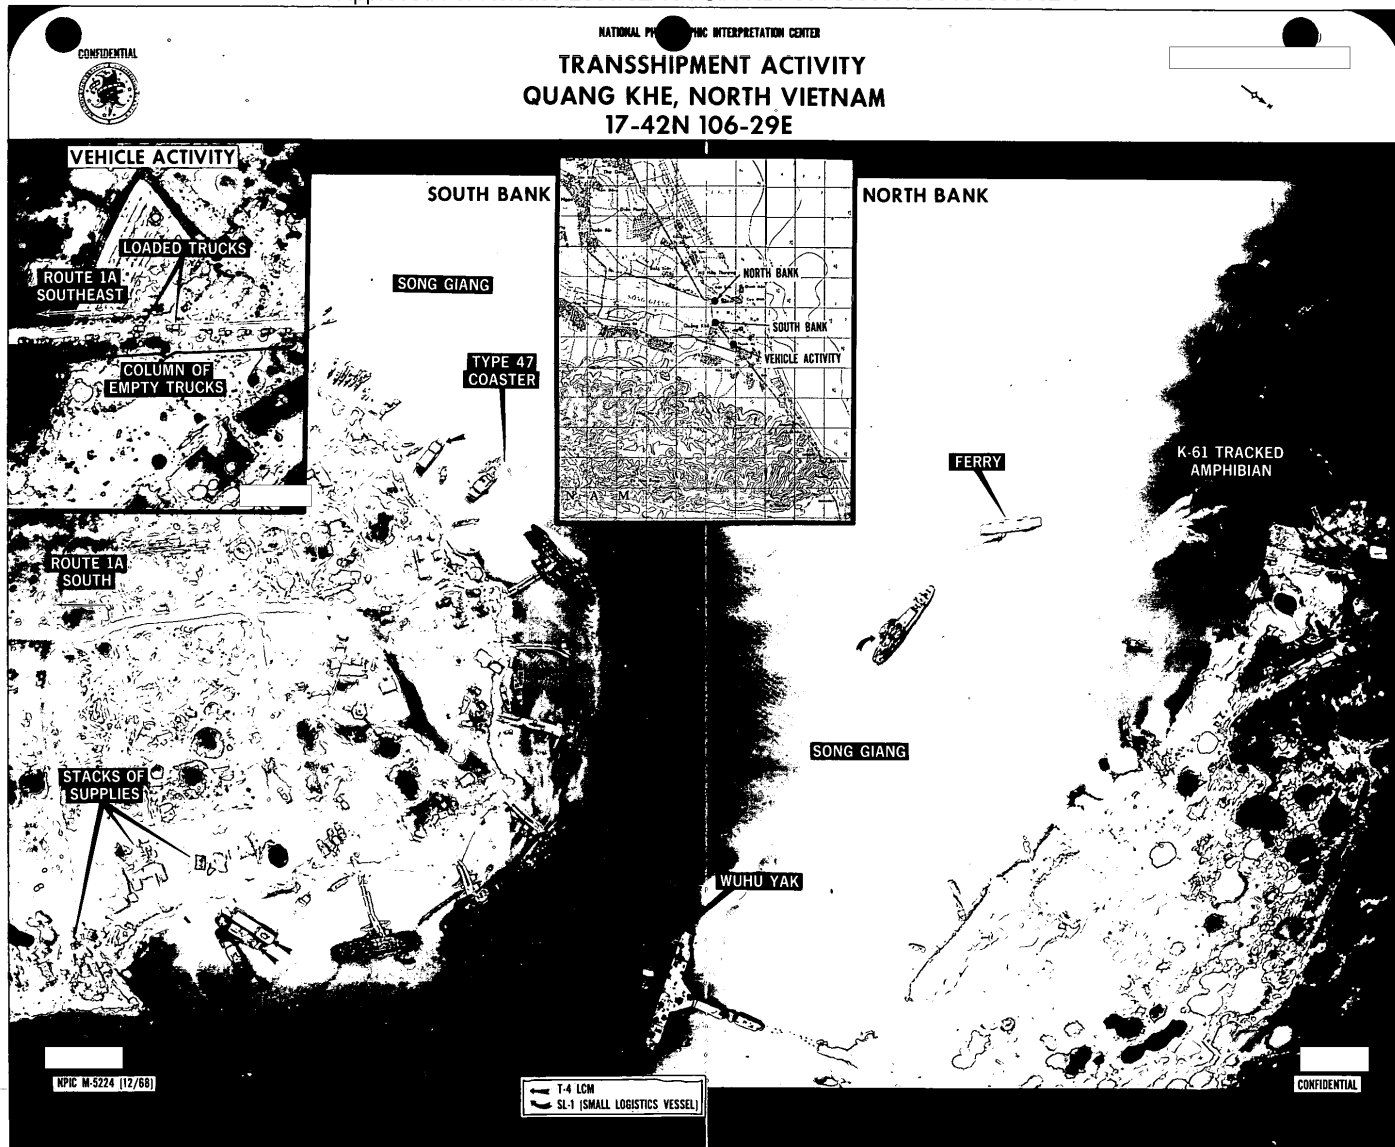 CONFIDENTIAL
NATIONAL PH HIC INTERPRETATION CENTER
TRANSSHIPMENT ACTIVITY
QUANG KHE, NORTH VIETNAM
17-42N 106-29E
N
VEHICLE ACTIVITY
LOADED TRUCKS
ROUTE 1A
SOUTHEAST
COLUMN OF
EMPTY TRUCKS
SOUTH BANK
NORTH BANK
SONG GIANG
TYPE 47
COASTER
NORTH BANK
SOUTH BANK
VEHICLE ACTIVITY
N A M
FERRY
K-61 TRACKED
AMPHIBIAN
ROUTE 1A
SOUTH
SONG GIANG
STACKS OF
SUPPLIES
WUHU YAK
NPIC M-5224 (12/68)
T-4 LCM
SL-1 (SMALL LOGISTICS VESSEL)
CONFIDENTIAL